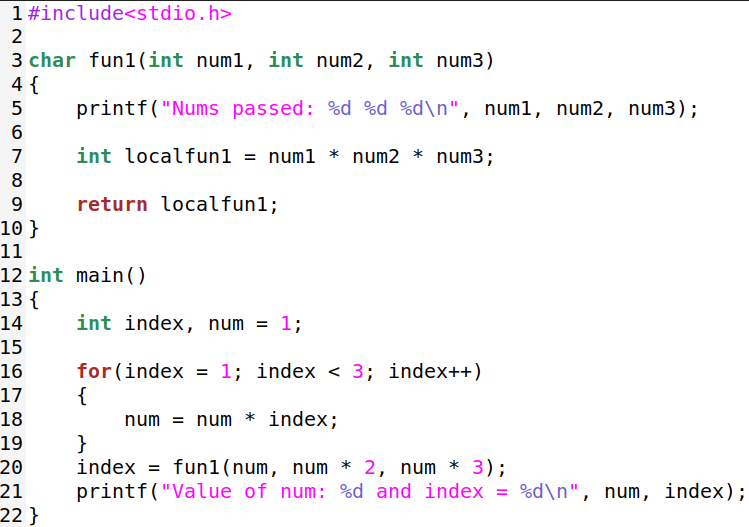 1 #include<stdio.h>
2
3 char fun1(int num1, int num2, int num3)
4 {
5     printf("Nums passed: %d %d %d\n", num1, num2, num3);
6
7     int localfun1 = num1 * num2 * num3;
8
9     return localfun1;
10 }
11
12 int main()
13 {
14     int index, num = 1;
15
16     for(index = 1; index < 3; index++)
17     {
18         num = num * index;
19     }
20     index = fun1(num, num * 2, num * 3);
21     printf("Value of num: %d and index = %d\n", num, index);
22 }